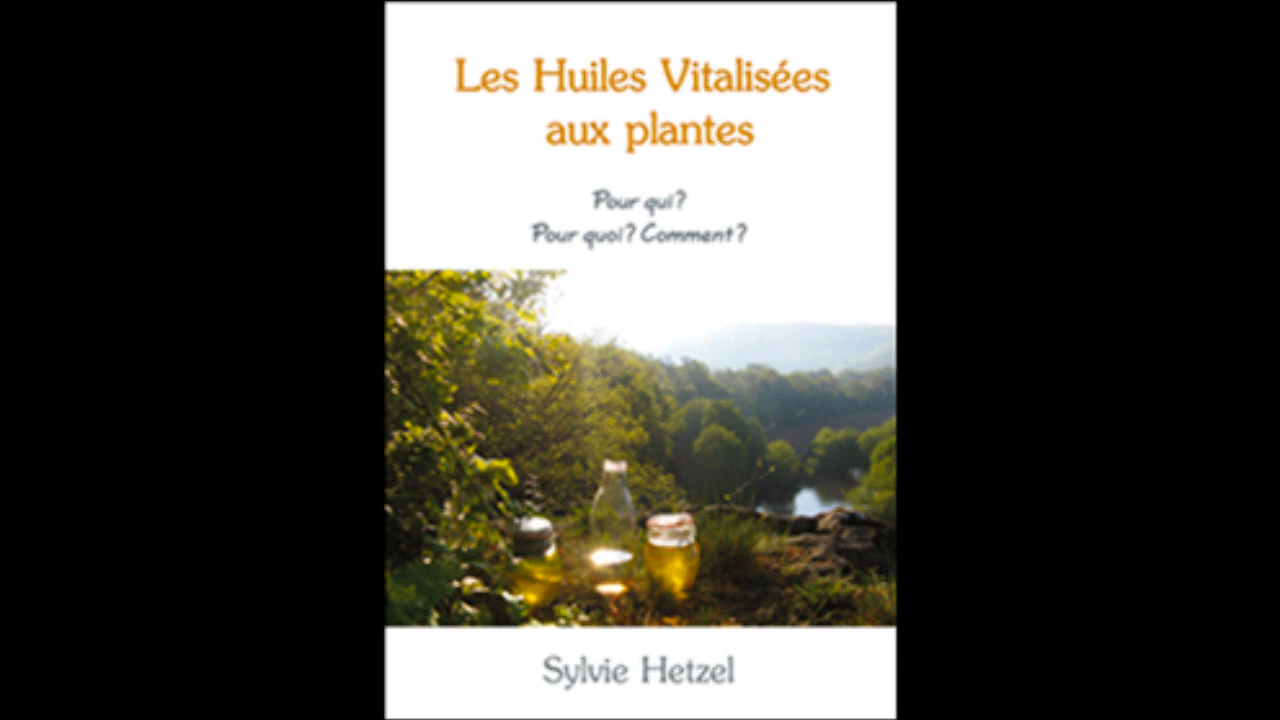 Les Huiles Vitalisées
aux plantes
Pour qui?
Pour quoi? Comment?
Sylvie Hetzel